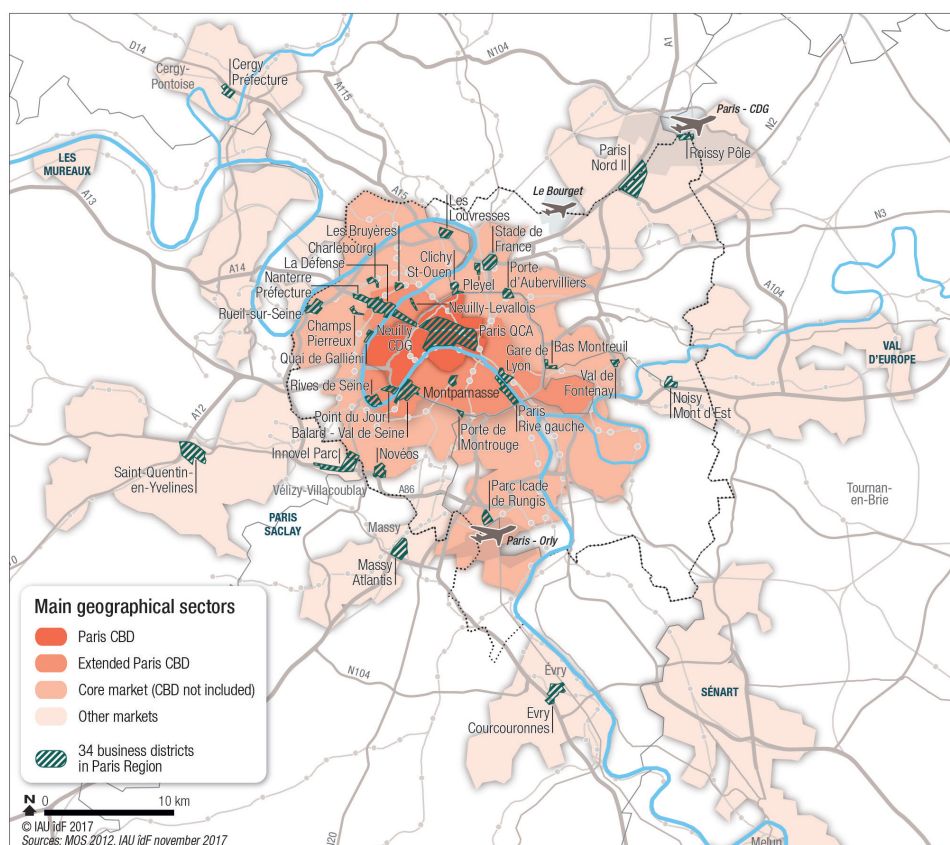 D14
N104
A1
Cergy-
Pontoise
Cergy
Préfecture
A115
Paris - CDG
N2
Paris
Nord II
Roissy Pôle
LES
MUREAUX
A13
A15
Le Bourget
Les
Louvresses
N3
Les Bruyères
Stade de
France
Charlebourg
La Défense
Clichy
St-Ouen
Porte
d'Aubervilliers
A14
Nanterre
Préfecture
Pleyel
A104
Rueil-sur-Seine
Neuilly-Levallois
Champs
Pierreux
Neuilly
CDG
Paris QCA
Bas Montreuil
VAL
D'EUROPE
Quai de Galliéni
Gare de
Lyon
Val de
Fontenay
Rives de Seine
Montparnasse
Noisy
Mont d'Est
A12
Point du Jour
Balard - Val de Seine
Porte de
Montrouge
Paris
Rive gauche
Innovel Parc
Novéos
Saint-Quentin-
en-Yvelines
Vélizy-Villacoublay
A86
Parc Icade
de Rungis
Tournan-
en-Brie
PARIS
SACLAY
Massy
Paris - Orly
Massy
Atlantis
Main geographical sectors
Paris CBD
Extended Paris CBD
Core market (CBD not included)
Other markets
34 business districts
in Paris Region
N104
Évry
SÉNART
Evry
Courcouronnes
N
0
10 km
© IAU îdF 2017
Sources: MOS 2012, IAU îdF november 2017
Melun